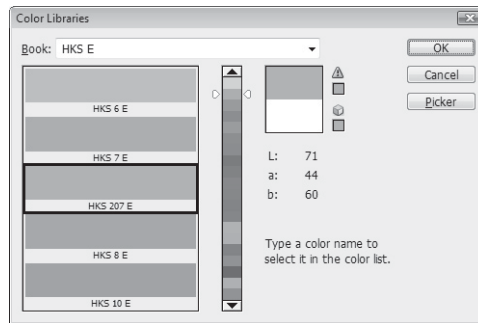 Color Libraries
Book: HKS E
OK
Cancel
Picker
HKS 6 E
HKS 7 E
HKS 207 E
HKS 8 E
HKS 10 E
L: 71
a: 44
b: 60
Type a color name to
select it in the color list.